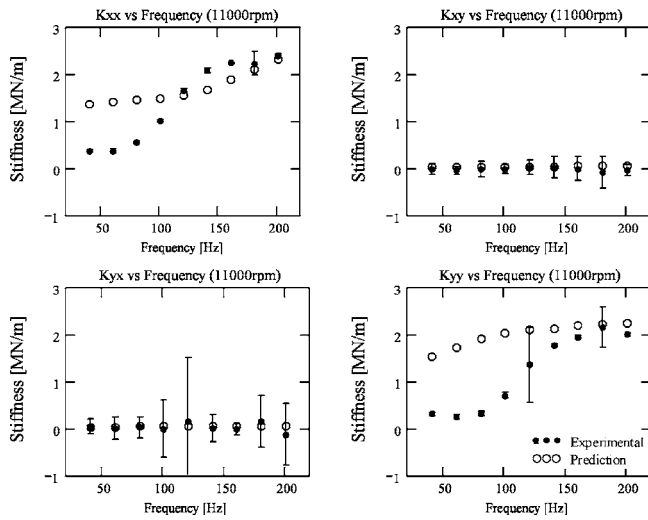 Kxx vs Frequency (11000rpm)
Stiffness [MN/m]
3
2
1
0
−1
50 100 150 200
Frequency [Hz]
Kxy vs Frequency (11000rpm)
Stiffness [MN/m]
3
2
1
0
−1
50 100 150 200
Frequency [Hz]
Kyx vs Frequency (11000rpm)
Stiffness [MN/m]
3
2
1
0
−1
50 100 150 200
Frequency [Hz]
Kyy vs Frequency (11000rpm)
Stiffness [MN/m]
3
2
1
0
−1
Experimental
Prediction
50 100 150 200
Frequency [Hz]